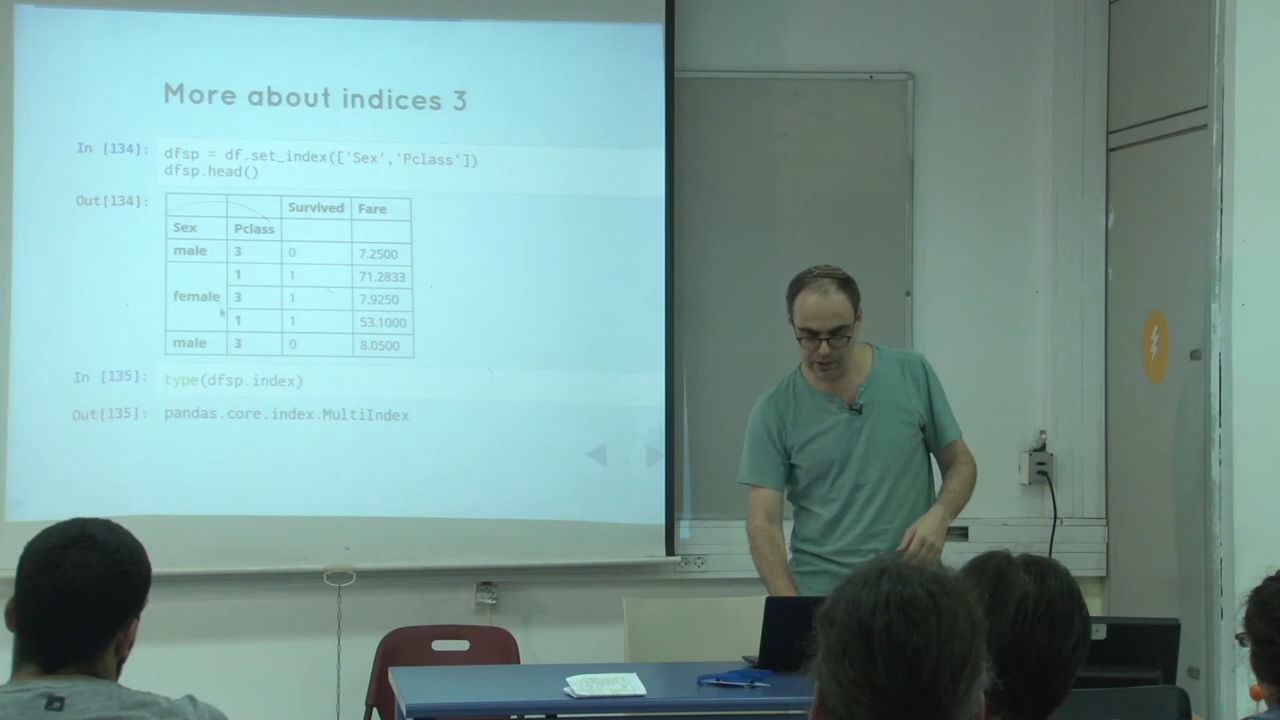 More about indices 3
In [134]: dfsp = df.set_index(['Sex','Pclass'])
dfsp.head()
Out[134]:
Survived Fare
Sex Pclass
male 3 0 7.2500
1 1 71.2833
female 3 1 7.9250
1 1 53.1000
male 3 0 8.0500
In [135]: type(dfsp.index)
Out[135]: pandas.core.index.MultiIndex